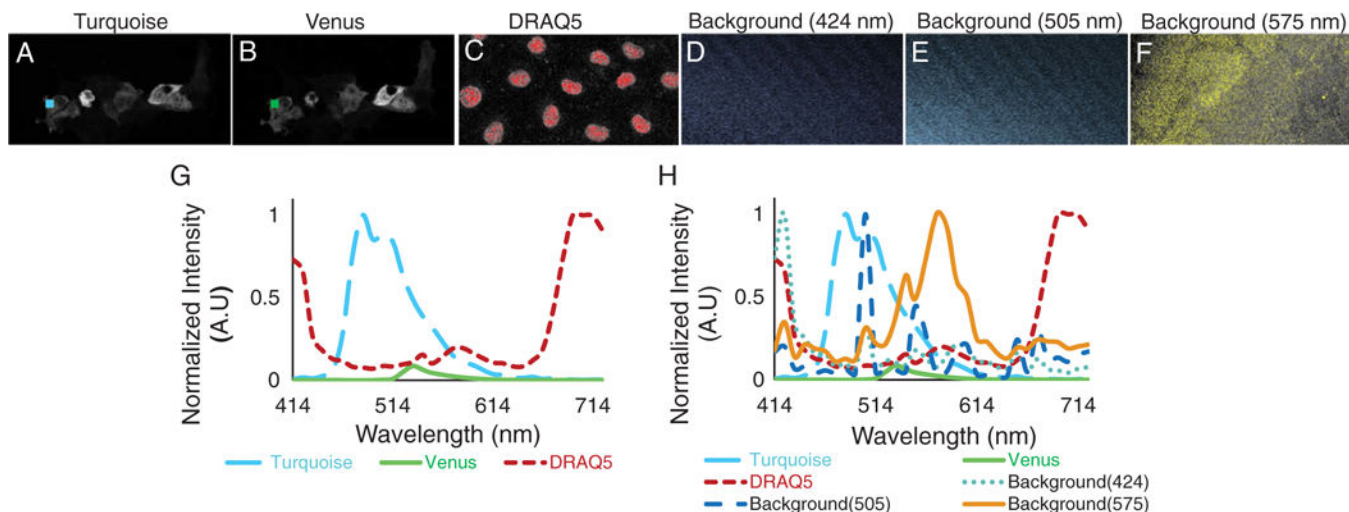 Turquoise
Venus
DRAQ5
Background (424 nm)
Background (505 nm)
Background (575 nm)
A
B
C
D
E
F
G
Normalized Intensity
(A.U)
1
0.5
0
414
514
614
714
Wavelength (nm)
Turquoise
Venus
DRAQ5
H
Normalized Intensity
(A.U)
1
0.5
0
414
514
614
714
Wavelength (nm)
Turquoise
Venus
DRAQ5
Background(424)
Background(505)
Background(575)